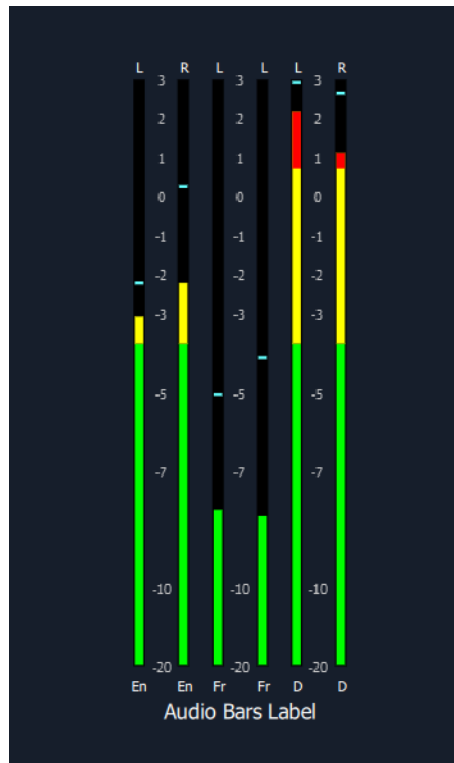 L R L L L R
3 3 3
2 2 2
1 1 1
0 0 0
-1 -1 -1
-2 -2 -2
-3 -3 -3
-5 -5 -5
-7 -7 -7
-10 -10 -10
-20 -20 -20
En En Fr Fr D D
Audio Bars Label